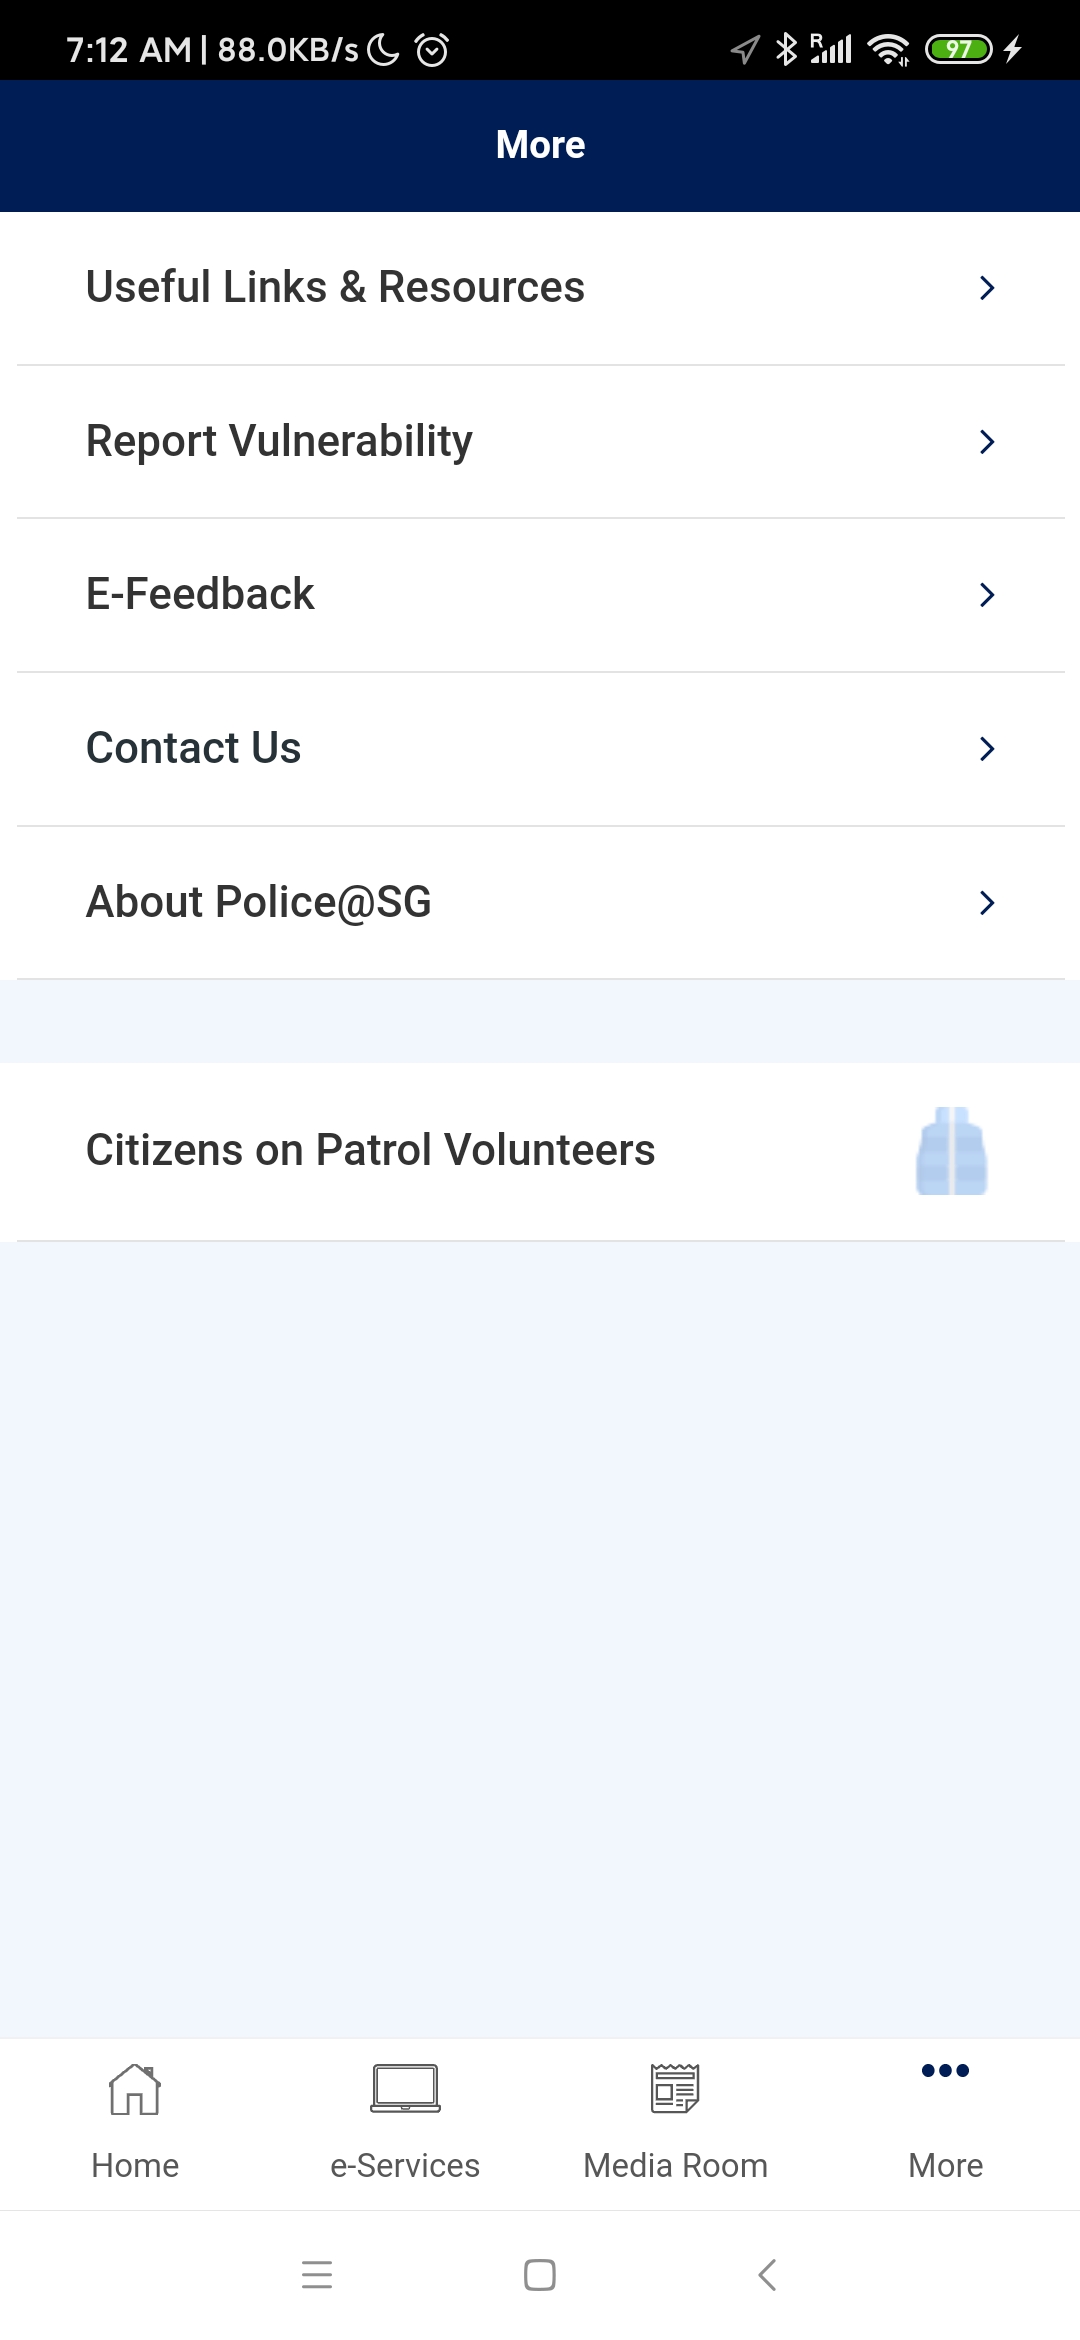 7:12 AM | 88.0KB/s R 97
More
Useful Links & Resources
Report Vulnerability
E-Feedback
Contact Us
About Police@SG
Citizens on Patrol Volunteers
Home e-Services Media Room More